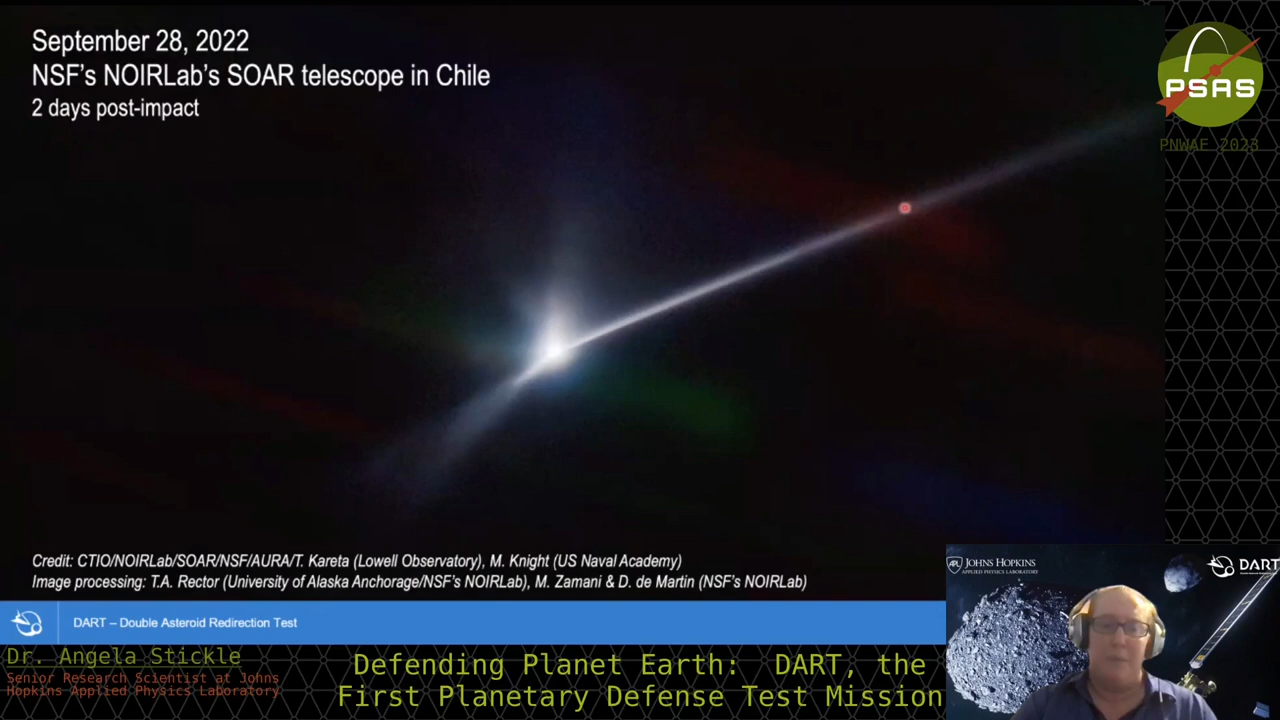 September 28, 2022
NSF's NOIRLab's SOAR telescope in Chile
2 days post-impact
PSAS
PNWAF 2023
Credit: CTIO/NOIRLab/SOAR/NSF/AURA/T. Kareta (Lowell Observatory), M. Knight (US Naval Academy)
Image processing: T.A. Rector (University of Alaska Anchorage/NSF's NOIRLab), M. Zamani & D. de Martin (NSF's NOIRLab)
DART – Double Asteroid Redirection Test
JOHNS HOPKINS
APPLIED PHYSICS LABORATORY
DART
Dr. Angela Stickle
Senior Research Scientist at Johns
Hopkins Applied Physics Laboratory
Defending Planet Earth: DART, the
First Planetary Defense Test Mission